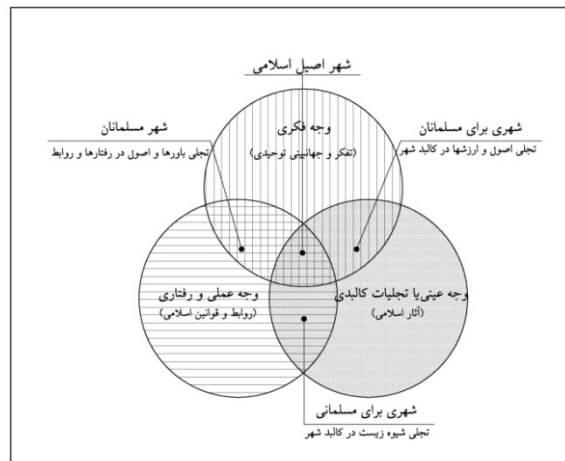 شهر اصیل اسلامی
وجه فکری
(تفکر و جهانبینی توحیدی)
شهری برای مسلمانان
تجلی اصول و ارزشها در کالبد شهر
شهر مسلمانان
تجلی باورها و اصول در رفتارها و روابط
وجه عینی یا تجلیات کالبدی
(آثار اسلامی)
وجه عملی و رفتاری
(روابط و قوانین اسلامی)
شهری برای مسلمانی
تجلی شیوه زیست در کالبد شهر